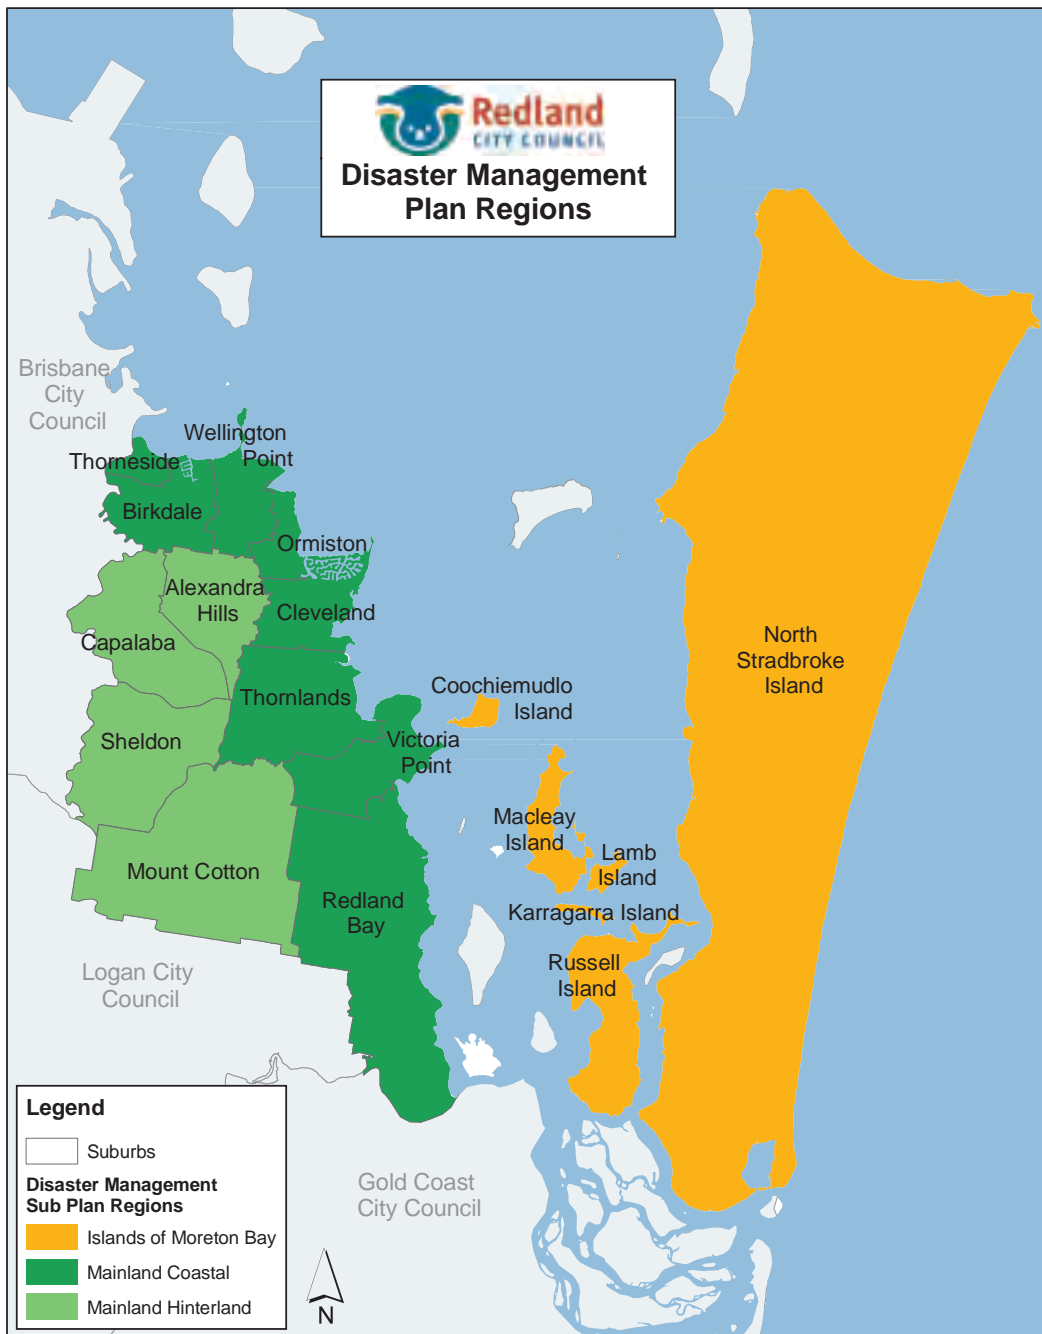 Redland
CITY COUNCIL
Disaster Management
Plan Regions
Brisbane
City
Council
Wellington
Point
Thorneside
Birkdale
Ormiston
Alexandra
Hills
Cleveland
Capalaba
North
Stradbroke
Island
Coochiemudlo
Island
Thornlands
Sheldon
Victoria
Point
Macleay
Island
Lamb
Island
Mount Cotton
Redland
Bay
Karragarra Island
Russell
Island
Logan City
Council
Gold Coast
City Council
Legend
Suburbs
Disaster Management
Sub Plan Regions
Islands of Moreton Bay
Mainland Coastal
Mainland Hinterland
N